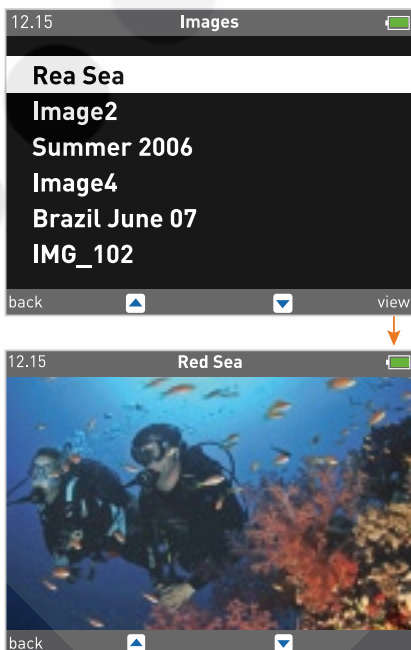 12.15 Images
Rea Sea
Image2
Summer 2006
Image4
Brazil June 07
IMG_102
back view
12.15 Red Sea
back